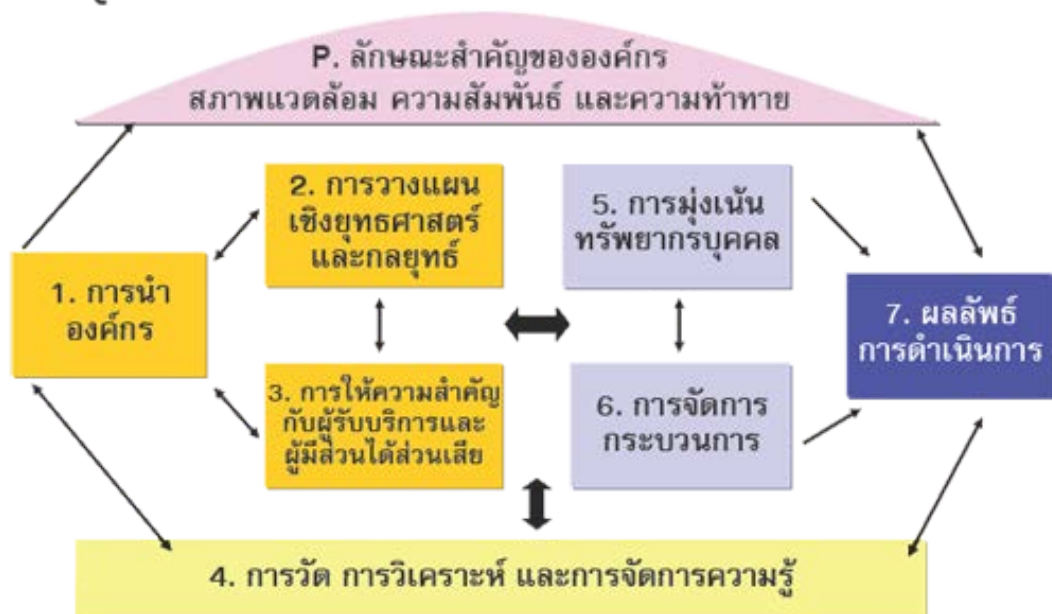 P. ลักษณะสำคัญขององค์กร
สภาพแวดล้อม ความสัมพันธ์ และความท้าทาย
1. การนำ
องค์กร
2. การวางแผน
เชิงยุทธศาสตร์
และกลยุทธ์
3. การให้ความสำคัญ
กับผู้รับบริการและ
ผู้มีส่วนได้ส่วนเสีย
5. การมุ่งเน้น
ทรัพยากรบุคคล
6. การจัดการ
กระบวนการ
7. ผลลัพธ์
การดำเนินการ
4. การวัด การวิเคราะห์ และการจัดการความรู้